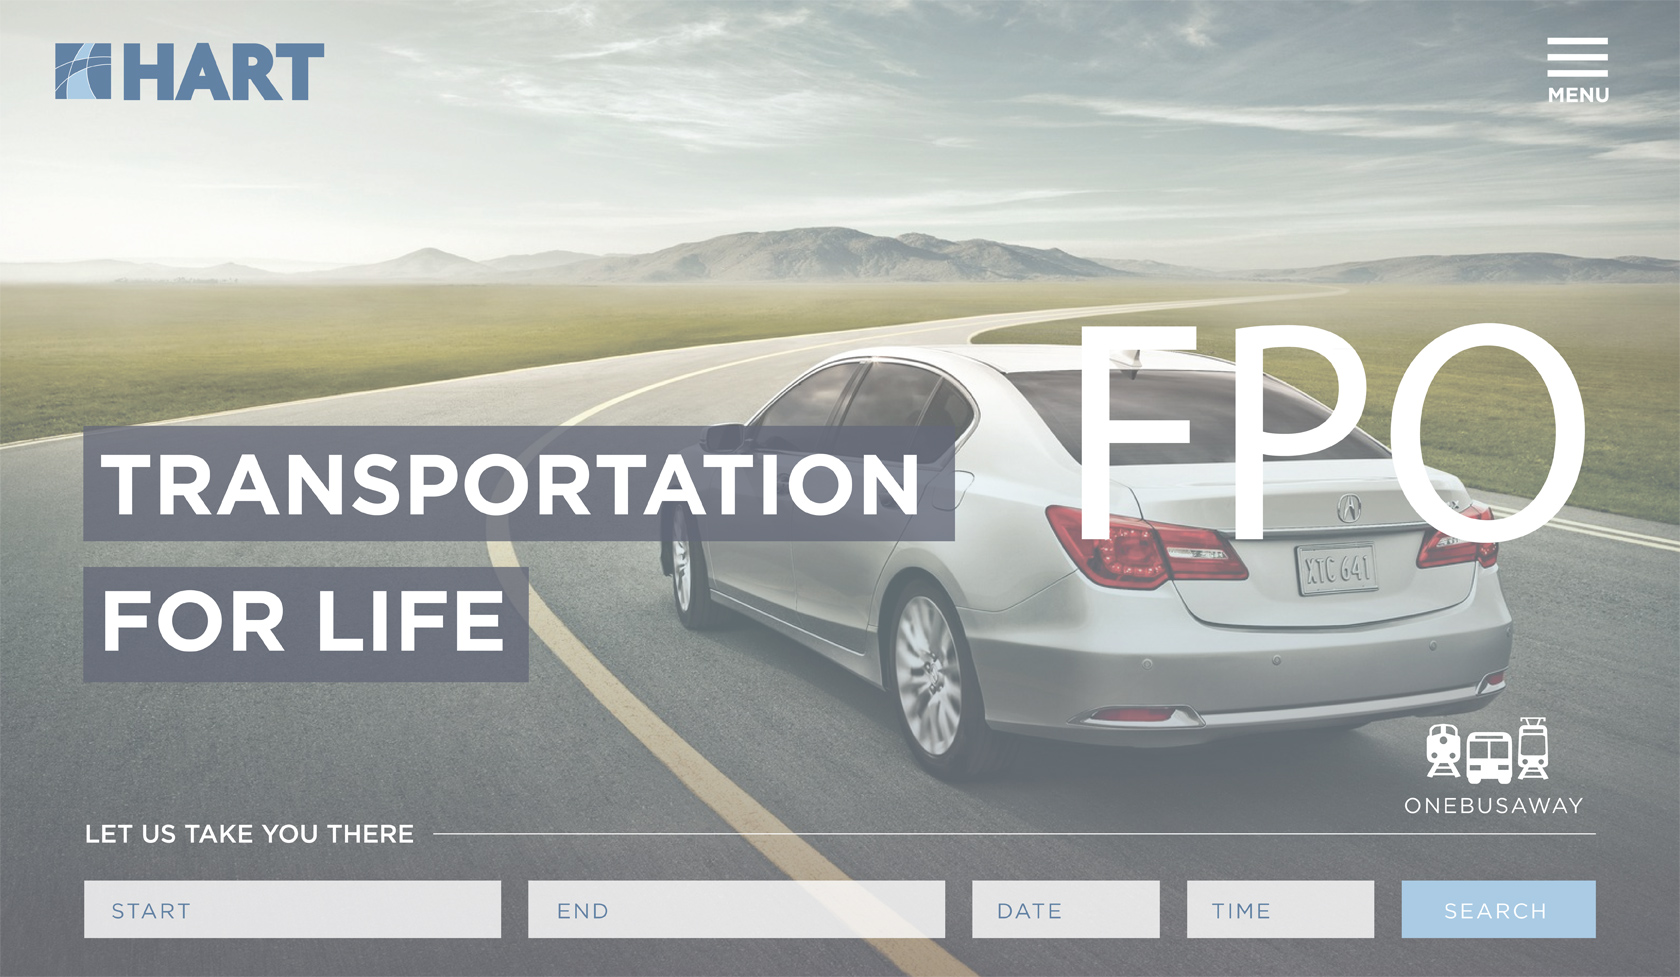 HART
MENU
FPO
TRANSPORTATION
FOR LIFE
XTC 641
ONEBUSAWAY
LET US TAKE YOU THERE
START
END
DATE
TIME
SEARCH